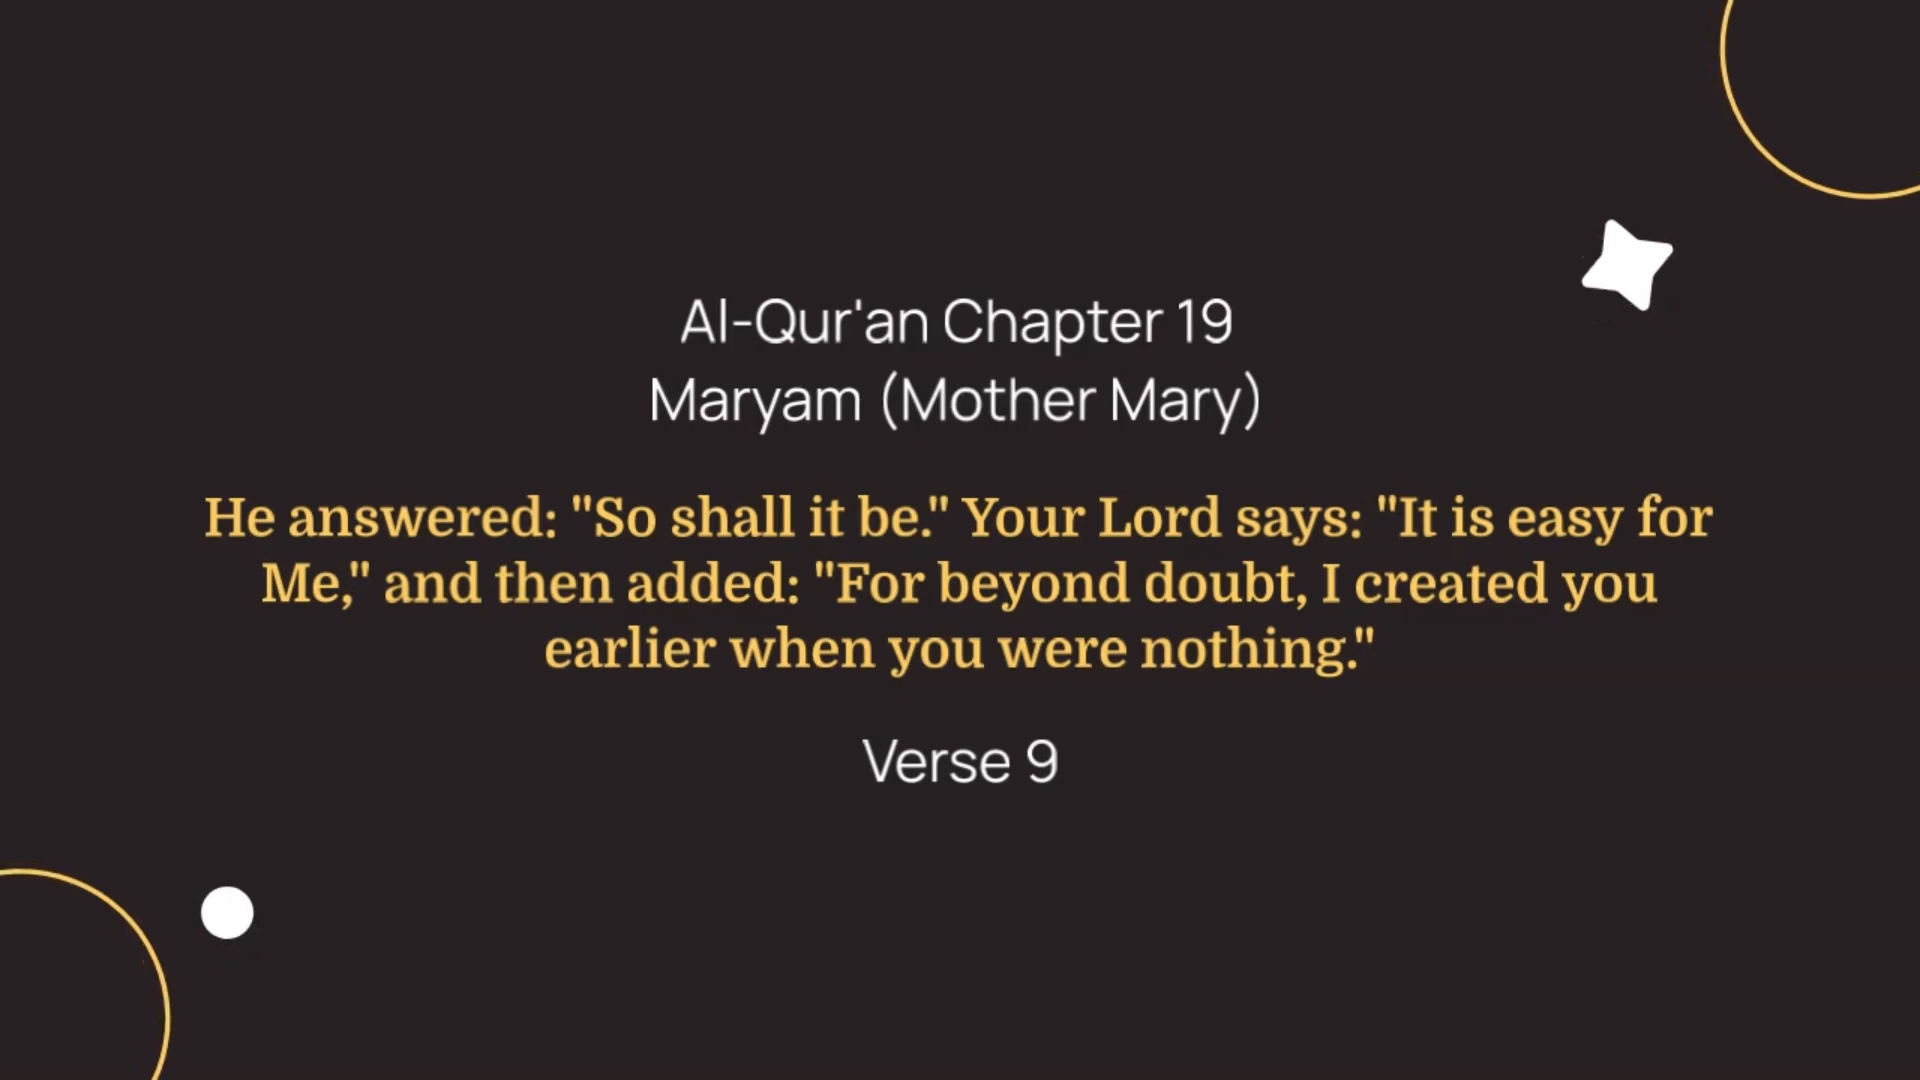 Al-Qur'an Chapter 19
Maryam (Mother Mary)
He answered: "So shall it be." Your Lord says: "It is easy for
Me," and then added: "For beyond doubt, I created you
earlier when you were nothing."
Verse 9